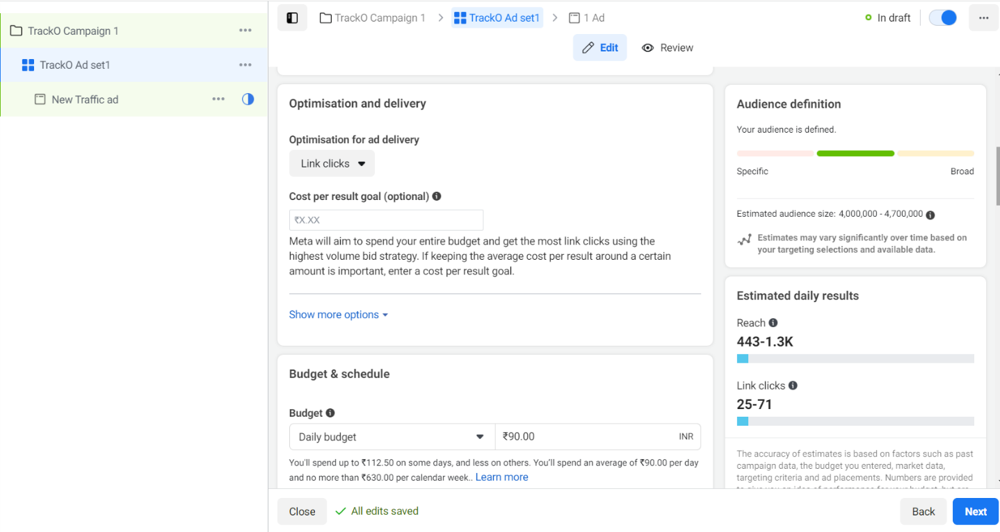 TrackO Campaign 1
TrackO Ad set1
New Traffic ad
TrackO Campaign 1 > TrackO Ad set1 > 1 Ad
In draft
Edit
Review
Optimisation and delivery
Optimisation for ad delivery
Link clicks
Cost per result goal (optional)
₹X.XX
Meta will aim to spend your entire budget and get the most link clicks using the
highest volume bid strategy. If keeping the average cost per result around a certain
amount is important, enter a cost per result goal.
Show more options
Budget & schedule
Budget
Daily budget
₹90.00
INR
You'll spend up to ₹112.50 on some days, and less on others. You'll spend an average of ₹90.00 per day
and no more than ₹630.00 per calendar week.. Learn more
Audience definition
Your audience is defined.
Specific
Broad
Estimated audience size: 4,000,000 - 4,700,000
Estimates may vary significantly over time based on
your targeting selections and available data.
Estimated daily results
Reach
443-1.3K
Link clicks
25-71
The accuracy of estimates is based on factors such as past
campaign data, the budget you entered, market data,
targeting criteria and ad placements. Numbers are provided
Close
All edits saved
Back
Next